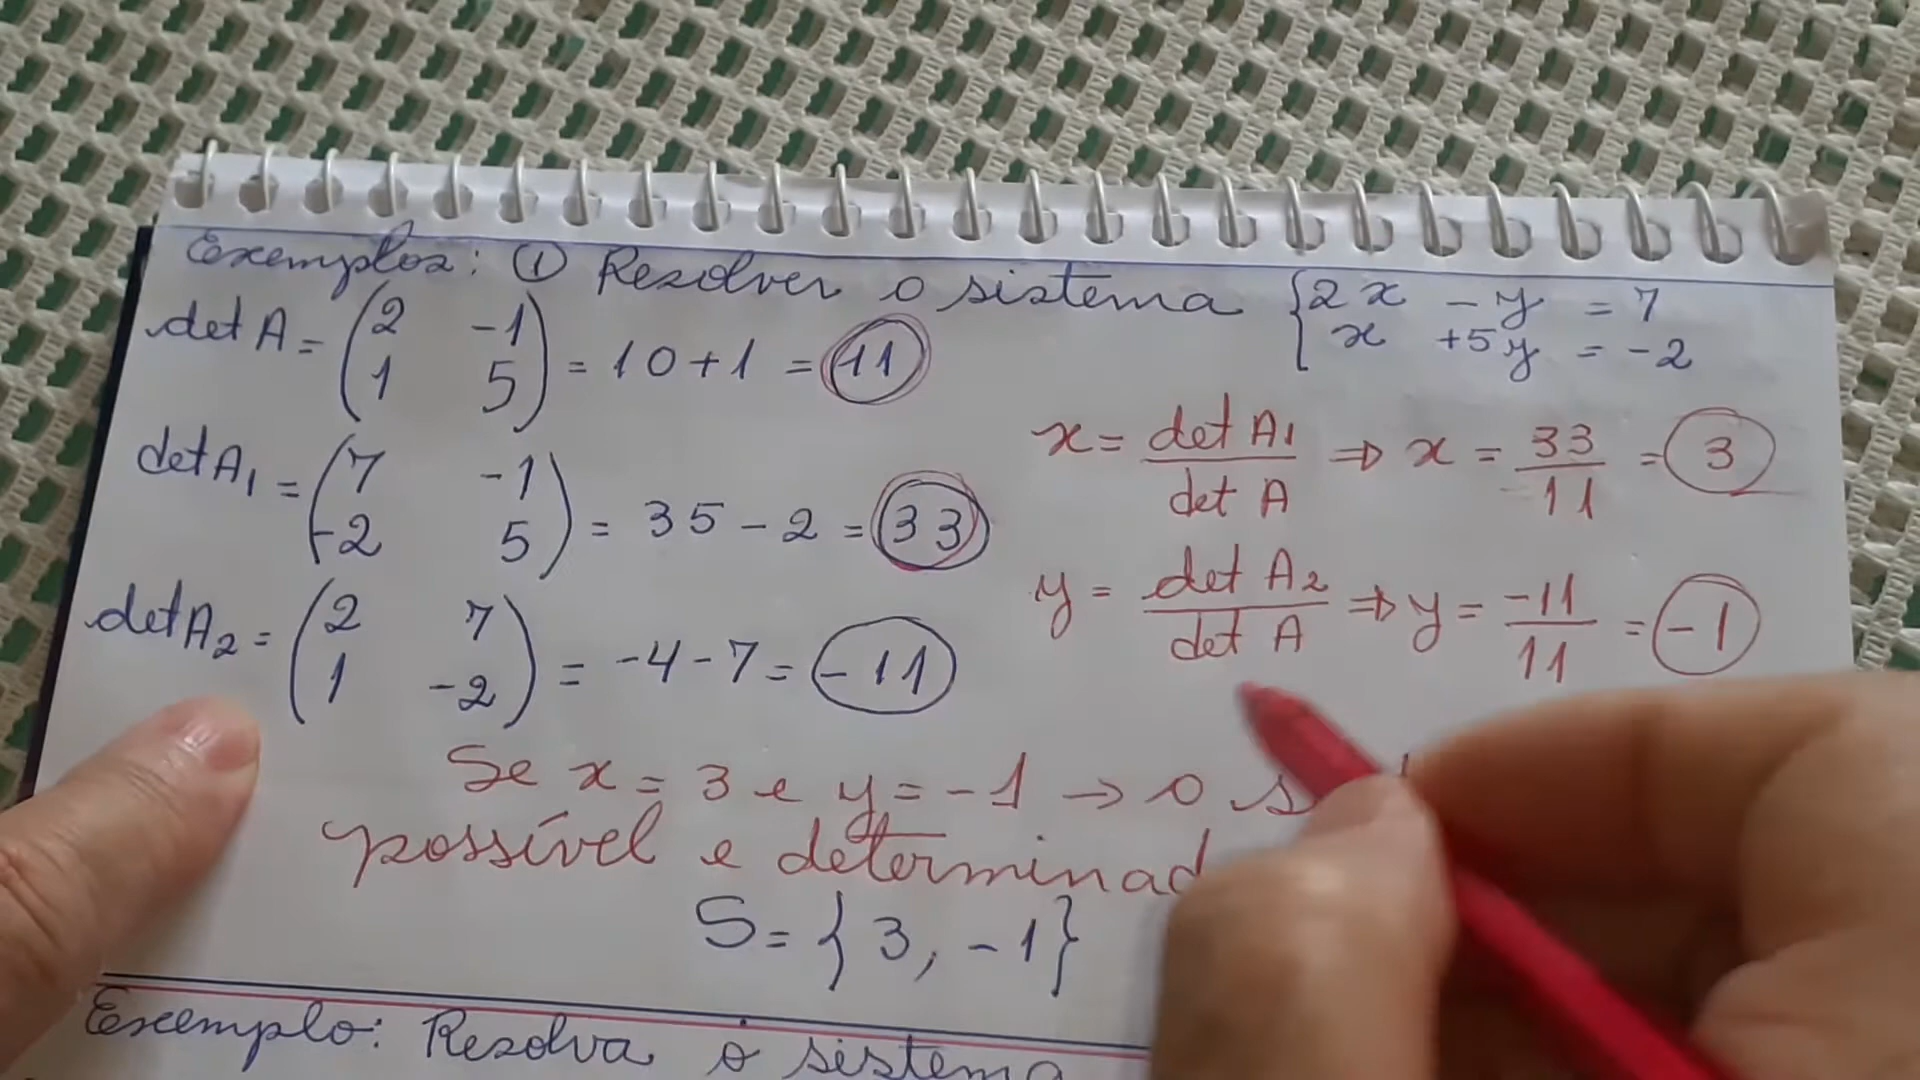 Exemplos: ① Resolver o sistema { 2x - y = 7
x + 5y = -2
det A = ( 2 -1
1 5 ) = 10 + 1 = 11
det A1 = ( 7 -1
-2 5 ) = 35 - 2 = 33
det A2 = ( 2 7
1 -2 ) = -4 - 7 = -11
x = det A1 / det A ⇒ x = 33 / 11 = 3
y = det A2 / det A ⇒ y = -11 / 11 = -1
Se x = 3 e y = -1 → o
possível e
S = { 3, -1 }
Exemplo: Resolva o